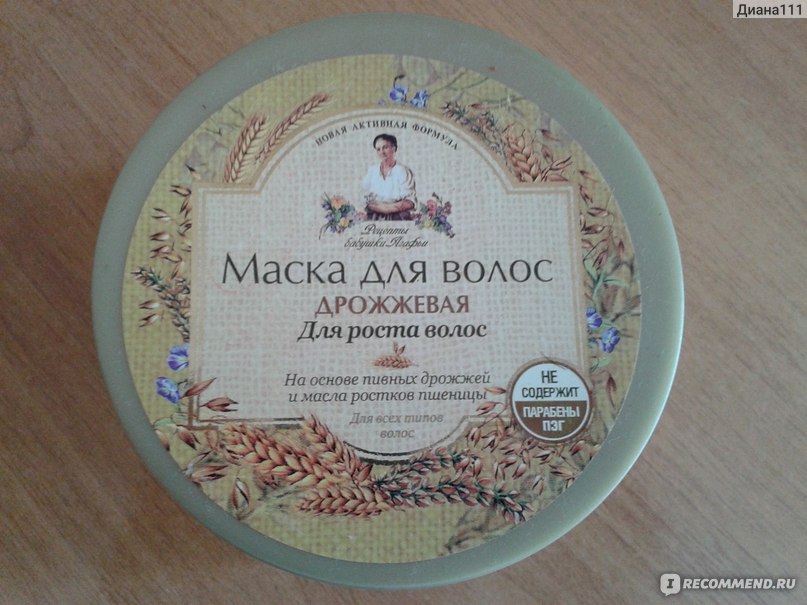 Диана111
НОВАЯ АКТИВНАЯ ФОРМУЛА
Рецепты
бабушки Агафьи
МАСКА ДЛЯ ВОЛОС
ДРОЖЖЕВАЯ
Для роста волос
На основе пивных дрожжей
и масла ростков пшеницы
Для всех типов
волос
НЕ
СОДЕРЖИТ
ПАРАБЕНЫ
ПЭГ
IRECOMMEND.RU